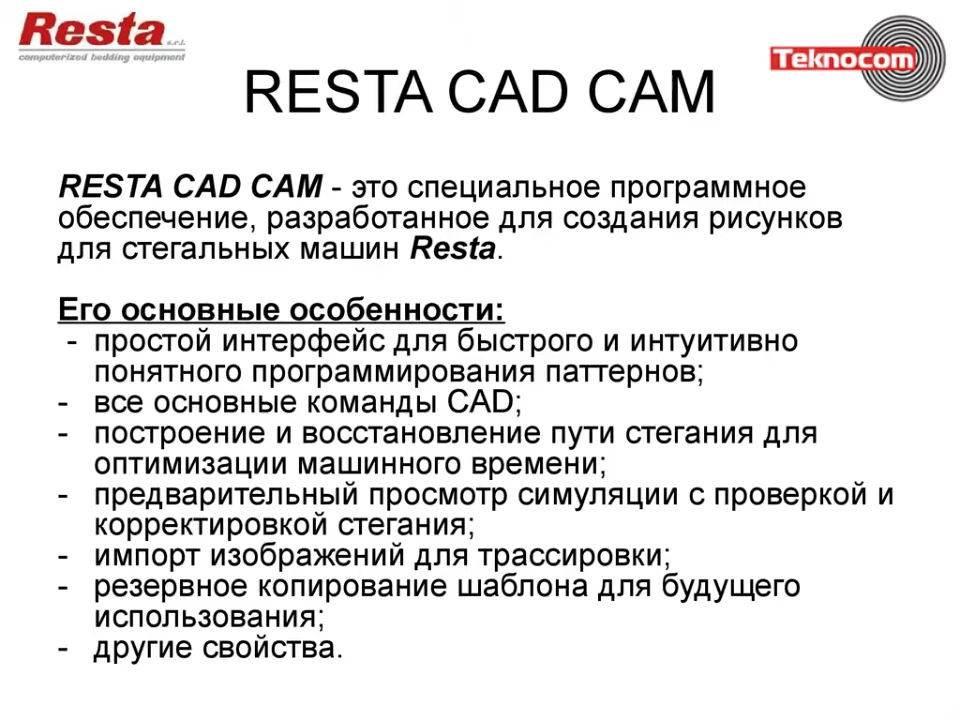 Resta s.r.l.
computerized bedding equipment
Teknocom
RESTA CAD CAM
RESTA CAD CAM - это специальное программное
обеспечение, разработанное для создания рисунков
для стегальных машин Resta.
Его основные особенности:
- простой интерфейс для быстрого и интуитивно
понятного программирования паттернов;
- все основные команды CAD;
- построение и восстановление пути стегания для
оптимизации машинного времени;
- предварительный просмотр симуляции с проверкой и
корректировкой стегания;
- импорт изображений для трассировки;
- резервное копирование шаблона для будущего
использования;
- другие свойства.